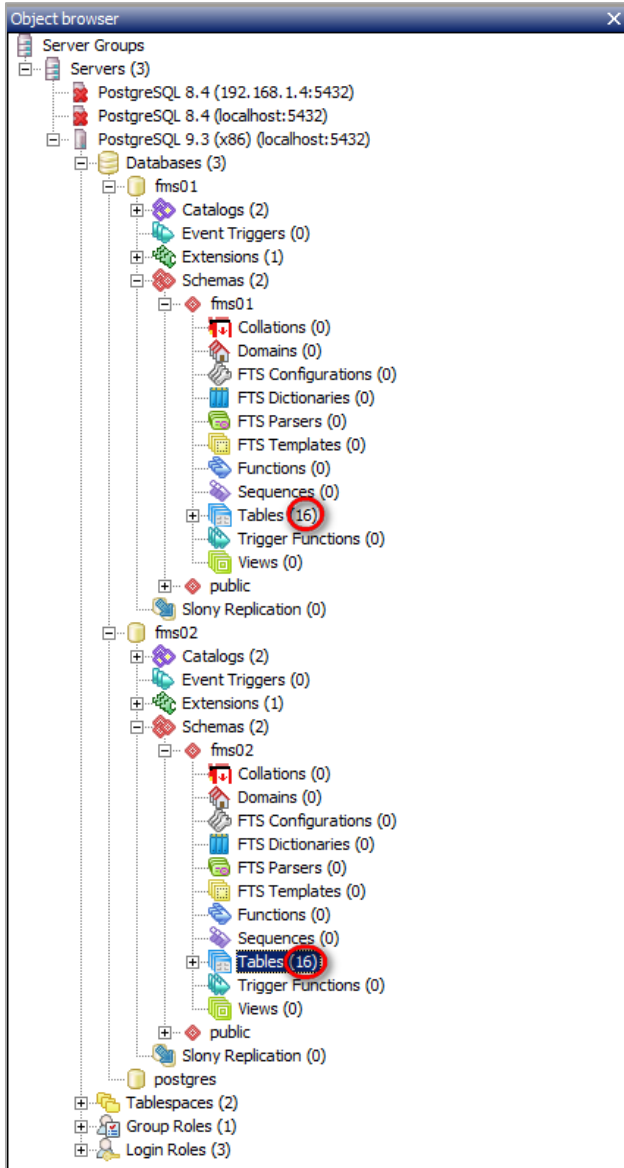 Object browser
Server Groups
Servers (3)
PostgreSQL 8.4 (192.168.1.4:5432)
PostgreSQL 8.4 (localhost:5432)
PostgreSQL 9.3 (x86) (localhost:5432)
Databases (3)
fms01
Catalogs (2)
Event Triggers (0)
Extensions (1)
Schemas (2)
fms01
Collations (0)
Domains (0)
FTS Configurations (0)
FTS Dictionaries (0)
FTS Parsers (0)
FTS Templates (0)
Functions (0)
Sequences (0)
Tables (16)
Trigger Functions (0)
Views (0)
public
Slony Replication (0)
fms02
Catalogs (2)
Event Triggers (0)
Extensions (1)
Schemas (2)
fms02
Collations (0)
Domains (0)
FTS Configurations (0)
FTS Dictionaries (0)
FTS Parsers (0)
FTS Templates (0)
Functions (0)
Sequences (0)
Tables (16)
Trigger Functions (0)
Views (0)
public
Slony Replication (0)
postgres
Tablespaces (2)
Group Roles (1)
Login Roles (3)